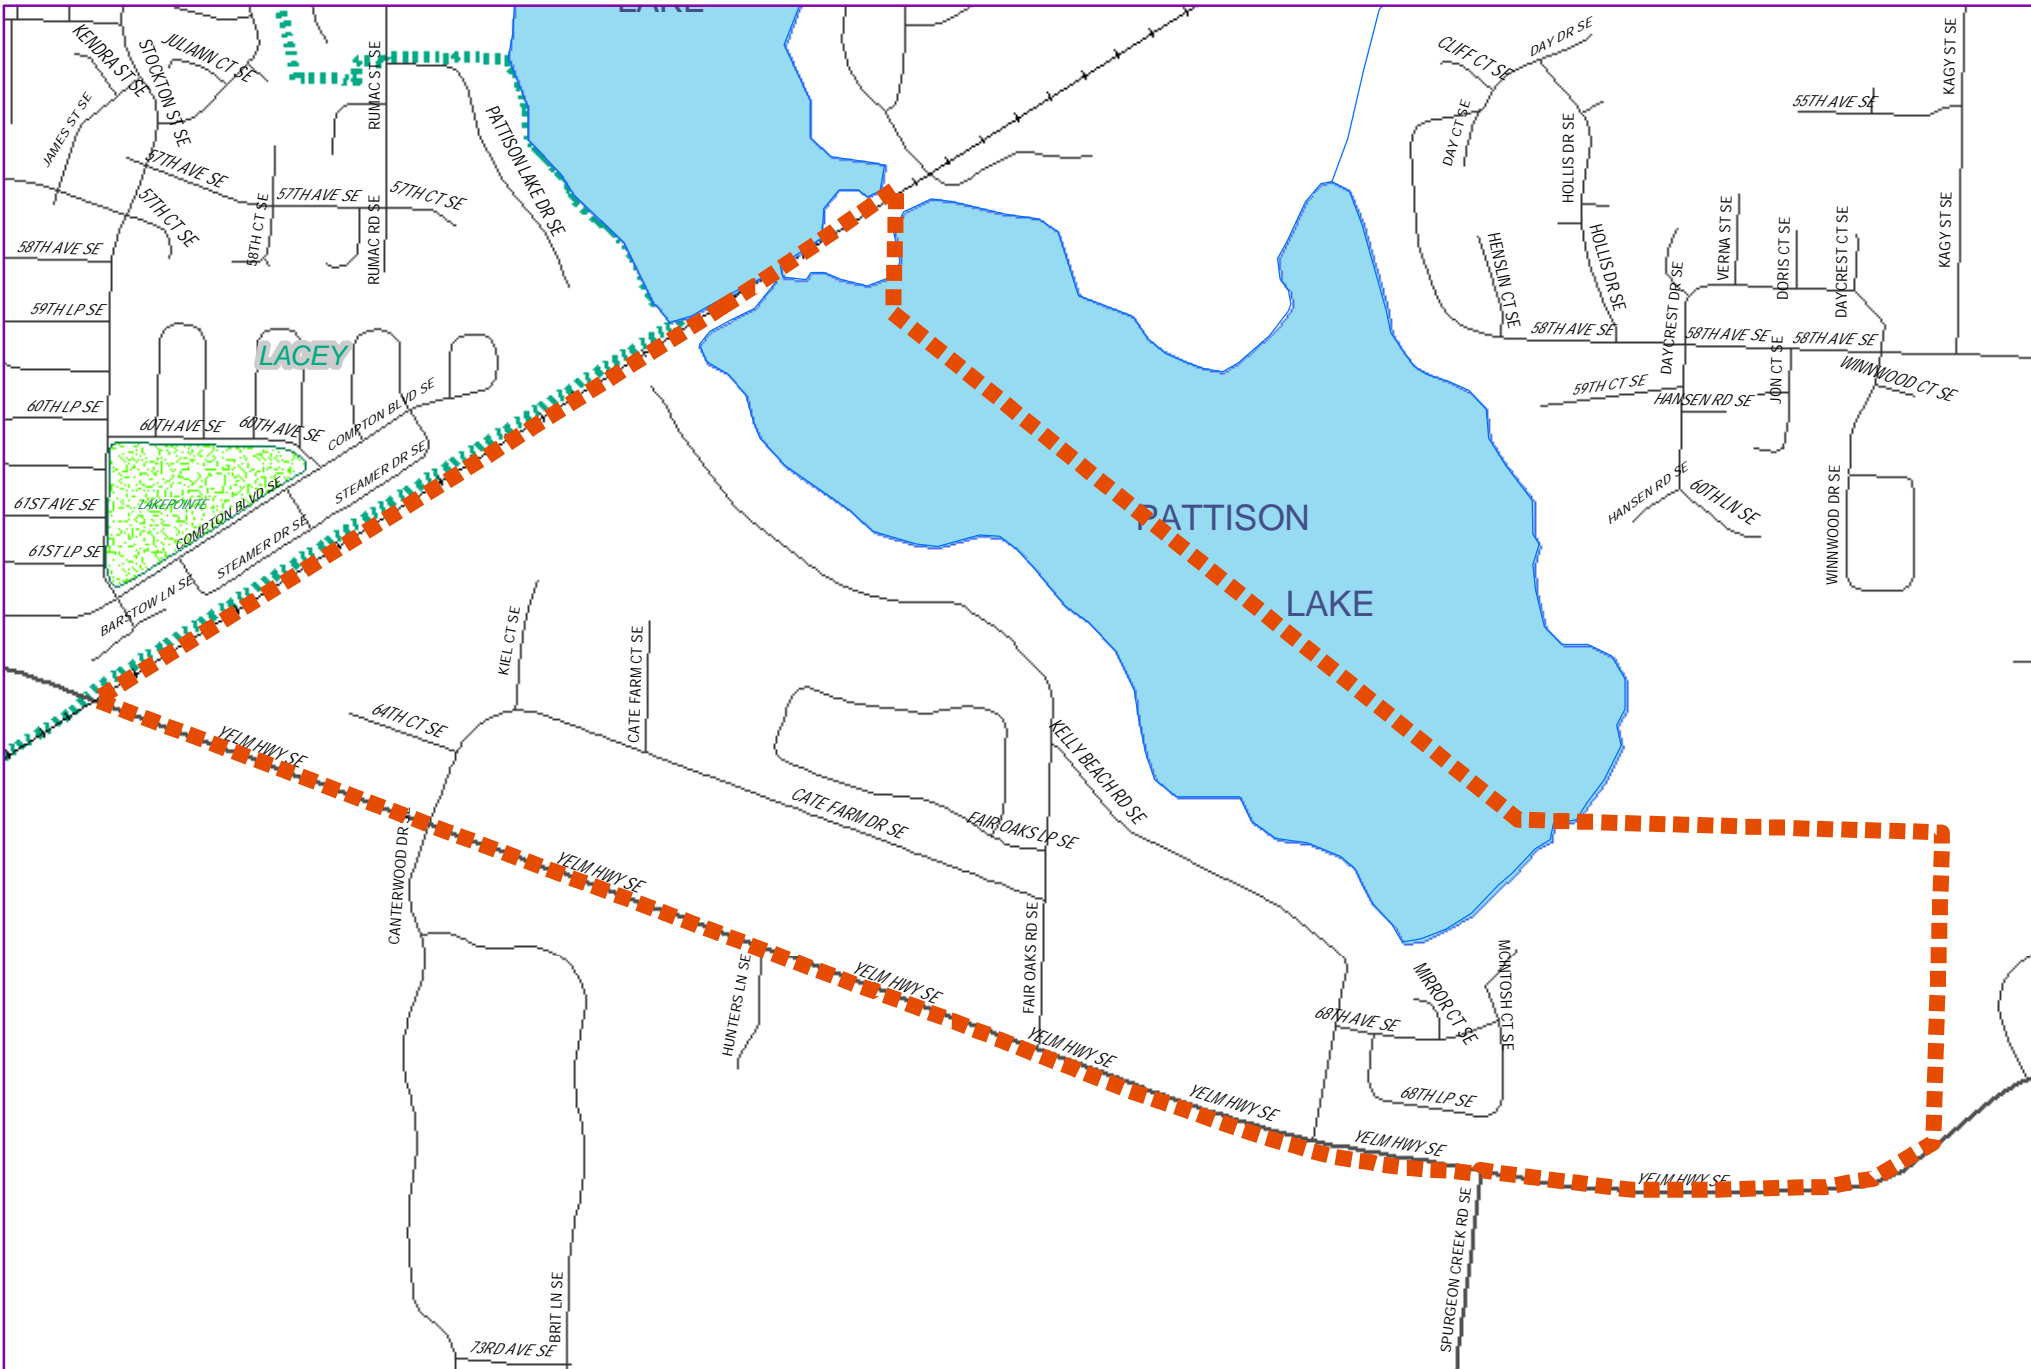 LAKE
KENDRA ST SE
STOCKTON ST SE
JULIANN CT SE
JAMES ST SE
RUMAC ST SE
PATTISON LAKE DR SE
CLIFF CT SE
DAY DR SE
DAY CT SE
HOLLIS DR SE
55TH AVE SE
KAGY ST SE
57TH AVE SE
57TH CT SE
57TH AVE SE
58TH CT SE
RUMAC RD SE
57TH CT SE
58TH AVE SE
59TH LP SE
HENSLIN CT SE
HOLLIS DR SE
58TH AVE SE
DAYCREST DR SE
VERNA ST SE
DORIS CT SE
DAYCREST CT SE
KAGY ST SE
58TH AVE SE
58TH AVE SE
JON CT SE
WINNWOOD CT SE
59TH CT SE
HANSEN RD SE
LACEY
60TH LP SE
60TH AVE SE
60TH AVE SE
COMPTON BLVD SE
STEAMER DR SE
61ST AVE SE
LAKEPOINTE
COMPTON BLVD SE
STEAMER DR SE
61ST LP SE
BARSTOW LN SE
HANSEN RD SE
60TH LN SE
WINNWOOD DR SE
PATTISON
LAKE
KIEL CT SE
CATE FARM CT SE
64TH CT SE
YELM HWY SE
CANTERWOOD DR SE
CATE FARM DR SE
FAIR OAKS LP SE
KELLY BEACH RD SE
YELM HWY SE
HUNTERS LN SE
YELM HWY SE
FAIR OAKS RD SE
YELM HWY SE
MIRROR CT SE
MCINTOSH CT SE
68TH AVE SE
68TH LP SE
YELM HWY SE
YELM HWY SE
YELM HWY SE
SPURGEON CREEK RD SE
BRIT LN SE
73RD AVE SE